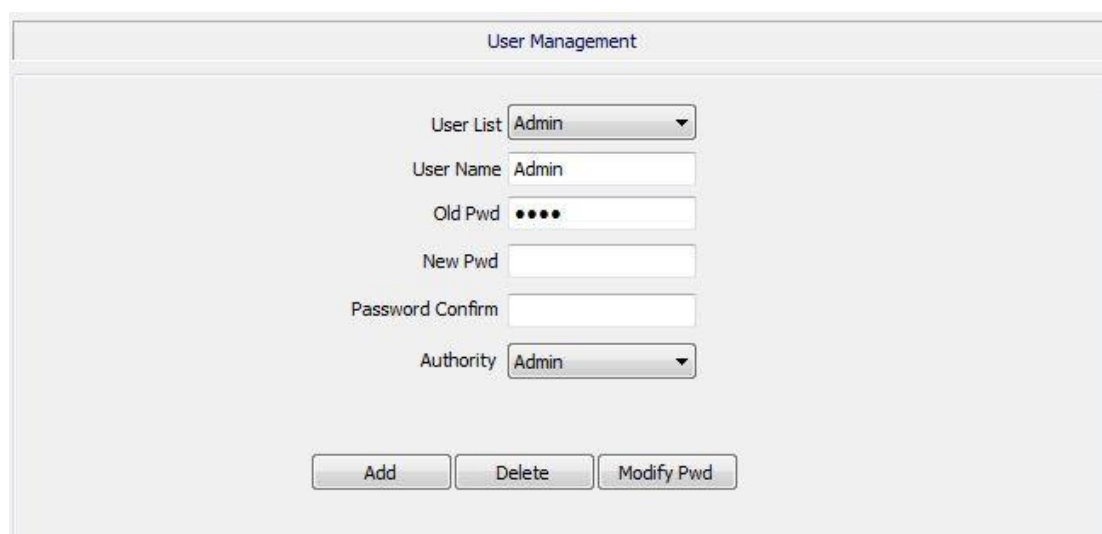 User Management
User List Admin
User Name Admin
Old Pwd ••••
New Pwd
Password Confirm
Authority Admin
Add Delete Modify Pwd